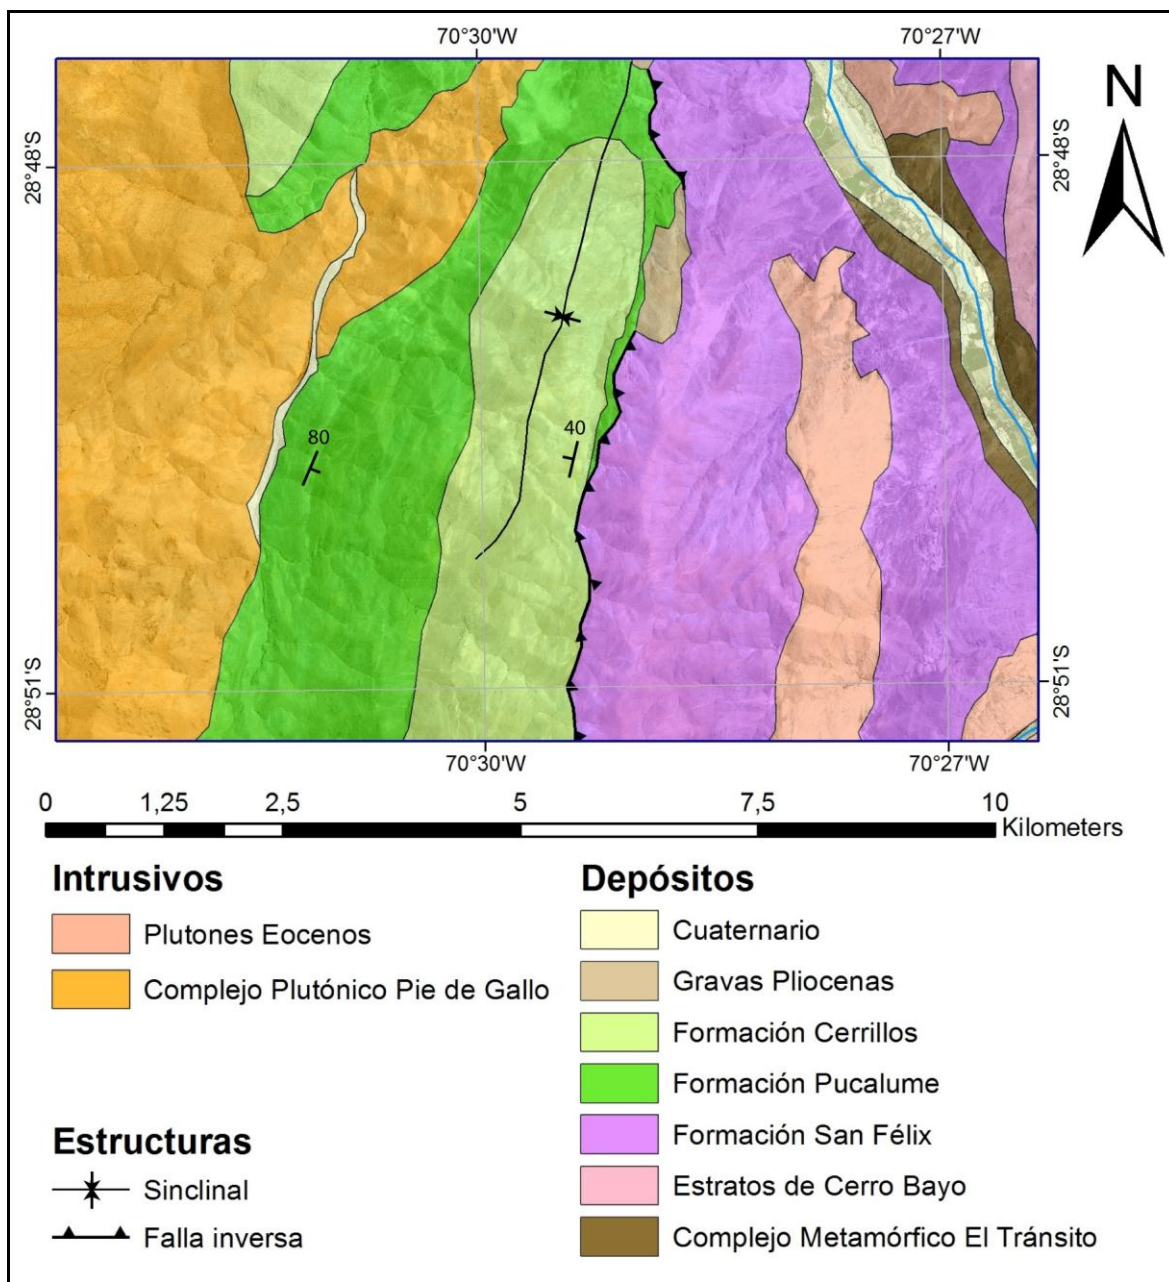 70°30'W
70°27'W
N
28°48'S
28°48'S
80
40
28°51'S
28°51'S
70°30'W
70°27'W
0
1,25
2,5
5
7,5
10
Kilometers
Intrusivos
Plutones Eocenos
Complejo Plutónico Pie de Gallo
Estructuras
Sinclinal
Falla inversa
Depósitos
Cuaternario
Gravas Pliocenas
Formación Cerrillos
Formación Pucalume
Formación San Félix
Estratos de Cerro Bayo
Complejo Metamórfico El Tránsito